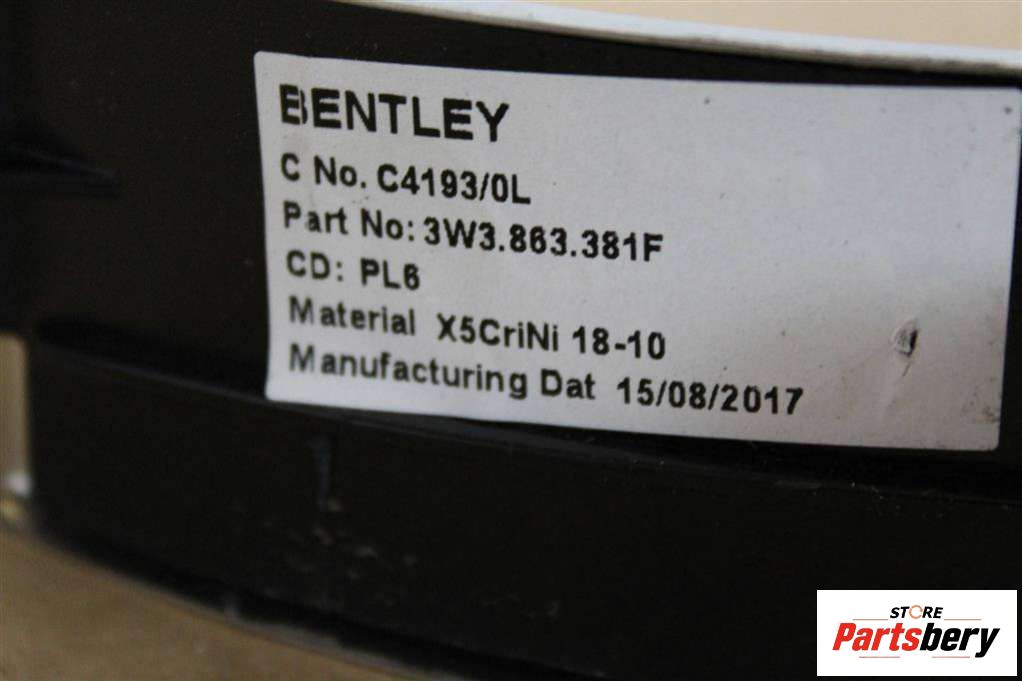 BENTLEY
C No. C4193/0L
Part No: 3W3.863.381F
CD: PL6
Material X5CriNi 18-10
Manufacturing Dat 15/08/2017
STORE
Partsbery